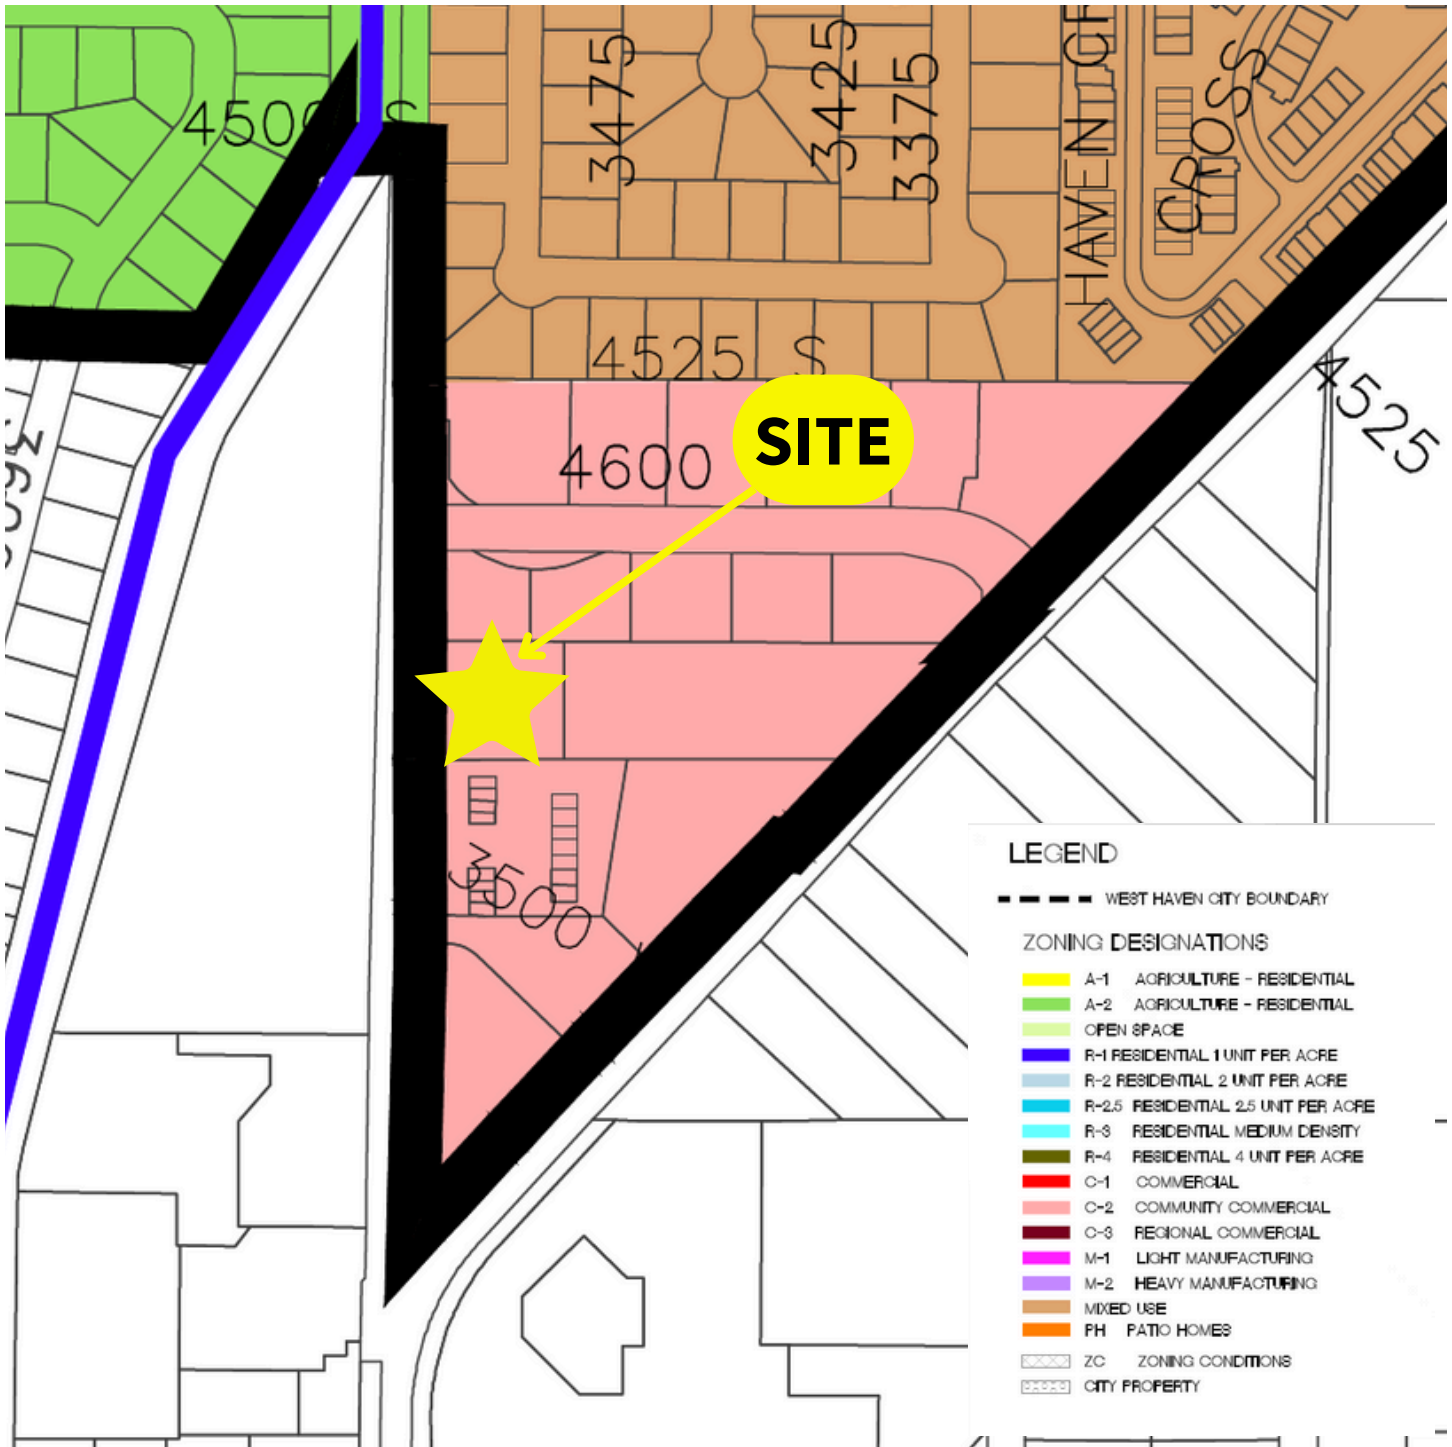 4500 S
3475
3425
3375
HAVEN CR
CROSS
4525 S
4525
SITE
4600
3500 W
LEGEND
WEST HAVEN CITY BOUNDARY
ZONING DESIGNATIONS
A-1 AGRICULTURE - RESIDENTIAL
A-2 AGRICULTURE - RESIDENTIAL
OPEN SPACE
R-1 RESIDENTIAL 1 UNIT PER ACRE
R-2 RESIDENTIAL 2 UNIT PER ACRE
R-2.5 RESIDENTIAL 2.5 UNIT PER ACRE
R-3 RESIDENTIAL MEDIUM DENSITY
R-4 RESIDENTIAL 4 UNIT PER ACRE
C-1 COMMERCIAL
C-2 COMMUNITY COMMERCIAL
C-3 REGIONAL COMMERCIAL
M-1 LIGHT MANUFACTURING
M-2 HEAVY MANUFACTURING
MIXED USE
PH PATIO HOMES
ZC ZONING CONDITIONS
CITY PROPERTY